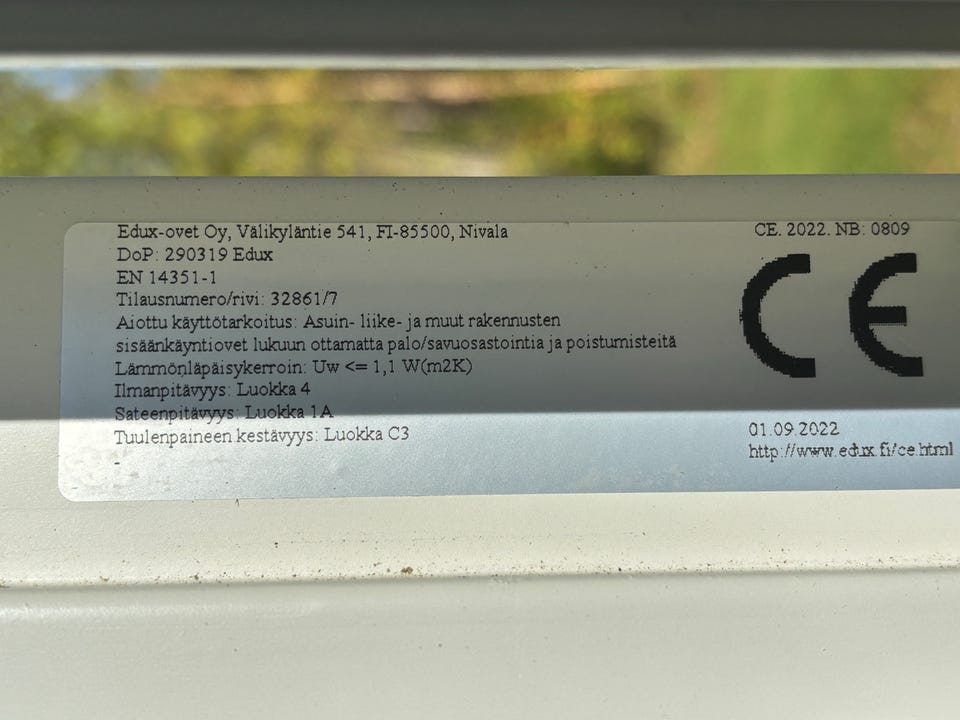 Edux-ovet Oy, Välikyläntie 541, FI-85500, Nivala
DoP: 290319 Edux
EN 14351-1
Tilausnumero/rivi: 32861/7
Aiottu käyttötarkoitus: Asuin- liike- ja muut rakennusten
sisäänkäyntiovet lukuun ottamatta palo/savuosastointia ja poistumisteitä
Lämmönläpäisykerroin: Uw <= 1,1 W(m2K)
Ilmanpitävyys: Luokka 4
Sateenpitävyys: Luokka 1A
Tuulenpaineen kestävyys: Luokka C3
-
CE. 2022. NB: 0809
CE
01.09.2022
http://www.edux.fi/ce.html